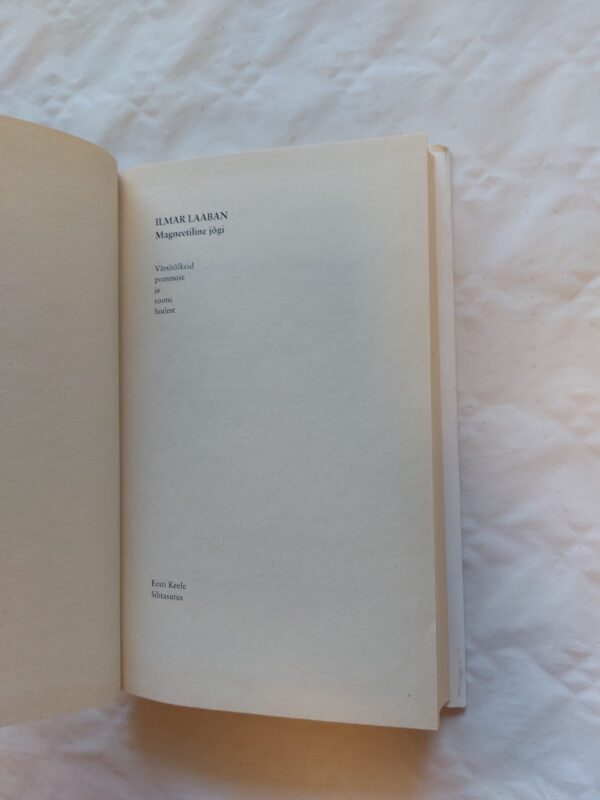 ILMAR LAABAN
Magneetiline jõgi
Värsitõlkeid
prantsuse
ja
rootsi
luulest
Eesti Keele
Sihtasutus